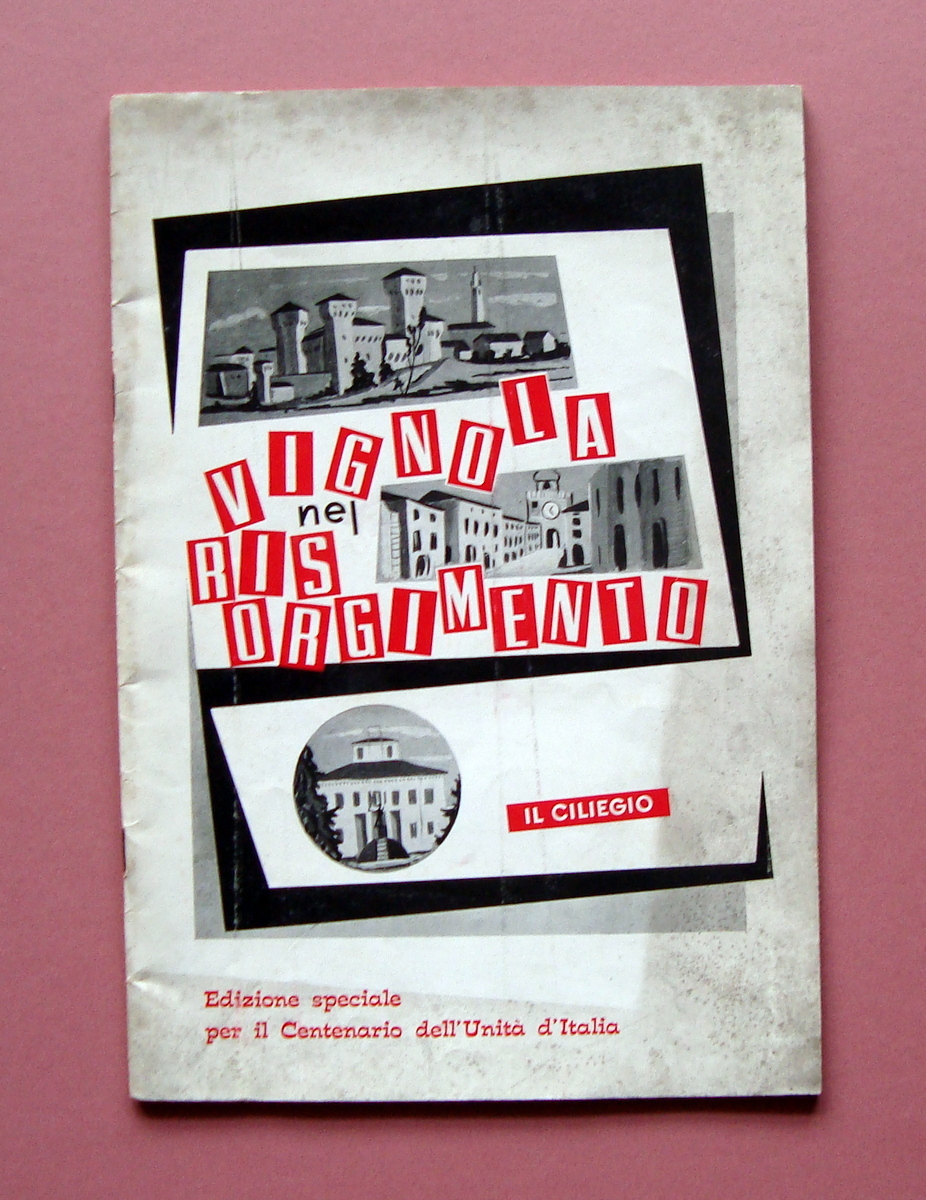 VIGNOLA
nel
RIS
ORGIMENTO
IL CILIEGIO
Edizione speciale
per il Centenario dell'Unità d'Italia